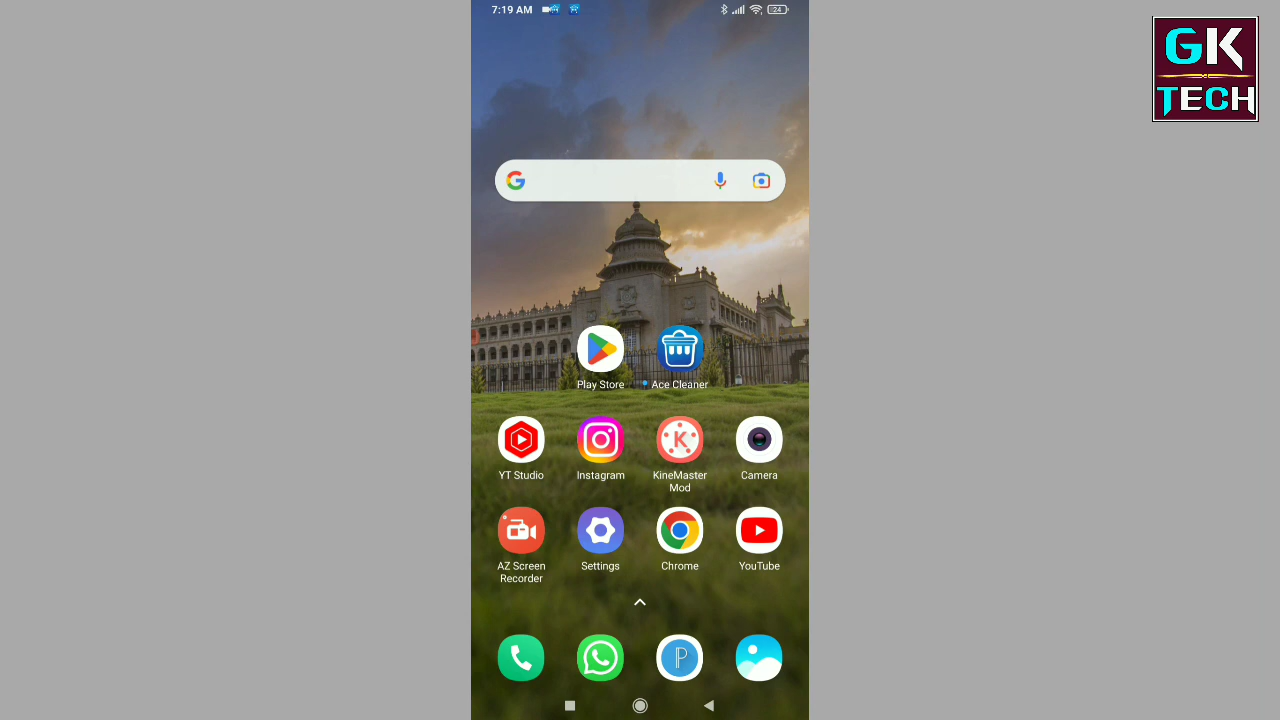 7:19 AM
24
GK
TECH
Play Store
Ace Cleaner
YT Studio
Instagram
KineMaster
Mod
Camera
AZ Screen
Recorder
Settings
Chrome
YouTube